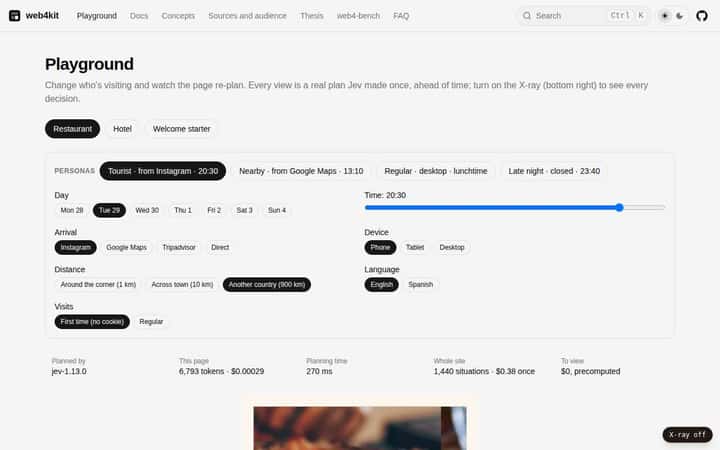 web4kit
Playground Docs Concepts Sources and audience Thesis web4-bench FAQ
Search Ctrl K
Playground
Change who's visiting and watch the page re-plan. Every view is a real plan Jev made once, ahead of time; turn on the X-ray (bottom right) to see every
decision.
Restaurant Hotel Welcome starter
PERSONAS Tourist · from Instagram · 20:30 Nearby · from Google Maps · 13:10 Regular · desktop · lunchtime Late night · closed · 23:40
Day
Mon 28 Tue 29 Wed 30 Thu 1 Fri 2 Sat 3 Sun 4
Time: 20:30
Arrival
Instagram Google Maps Tripadvisor Direct
Device
Phone Tablet Desktop
Distance
Around the corner (1 km) Across town (10 km) Another country (900 km)
Language
English Spanish
Visits
First time (no cookie) Regular
Planned by
jev-1.13.0
This page
6,793 tokens · $0.00029
Planning time
270 ms
Whole site
1,440 situations · $0.38 once
To view
$0, precomputed
X-ray off